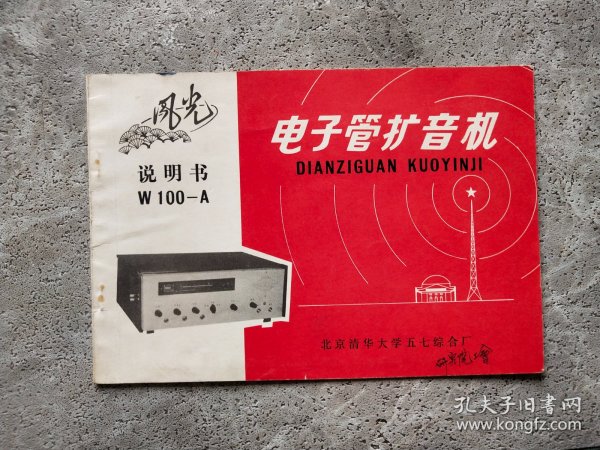 风光
说明书
W 100-A
电子管扩音机
DIANZIGUAN KUOYINJI
北京清华大学五七综合厂
孔夫子旧书网
www.kongfz.com